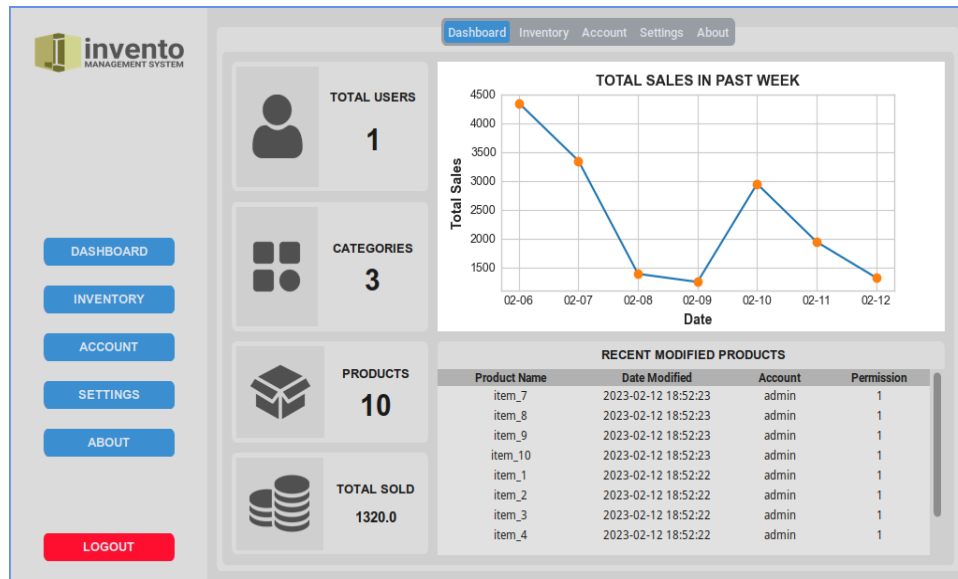 invento
MANAGEMENT SYSTEM
DASHBOARD
INVENTORY
ACCOUNT
SETTINGS
ABOUT
LOGOUT
Dashboard Inventory Account Settings About
TOTAL USERS
1
CATEGORIES
3
PRODUCTS
10
TOTAL SOLD
1320.0
TOTAL SALES IN PAST WEEK
Total Sales
4500
4000
3500
3000
2500
2000
1500
02-06 02-07 02-08 02-09 02-10 02-11 02-12
Date
RECENT MODIFIED PRODUCTS
Product Name Date Modified Account Permission
item_7 2023-02-12 18:52:23 admin 1
item_8 2023-02-12 18:52:23 admin 1
item_9 2023-02-12 18:52:23 admin 1
item_10 2023-02-12 18:52:23 admin 1
item_1 2023-02-12 18:52:22 admin 1
item_2 2023-02-12 18:52:22 admin 1
item_3 2023-02-12 18:52:22 admin 1
item_4 2023-02-12 18:52:22 admin 1